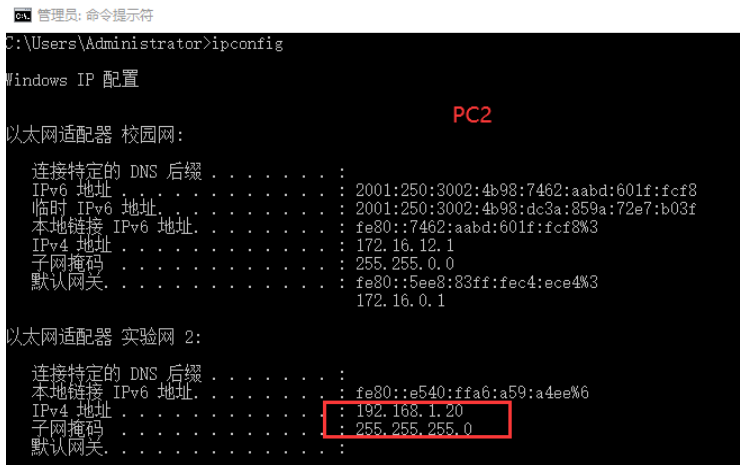 管理员: 命令提示符
C:\Users\Administrator>ipconfig
Windows IP 配置
PC2
以太网适配器 校园网:
连接特定的 DNS 后缀 . . . . . . . :
IPv6 地址 . . . . . . . . . . . . : 2001:250:3002:4b98:7462:aabd:601f:fcf8
临时 IPv6 地址. . . . . . . . . . : 2001:250:3002:4b98:dc3a:859a:72e7:b03f
本地链接 IPv6 地址. . . . . . . . : fe80::7462:aabd:601f:fcf8%3
IPv4 地址 . . . . . . . . . . . . : 172.16.12.1
子网掩码 . . . . . . . . . . . . : 255.255.0.0
默认网关. . . . . . . . . . . . . : fe80::5ee8:83ff:fec4:ece4%3
172.16.0.1
以太网适配器 实验网 2:
连接特定的 DNS 后缀 . . . . . . . :
本地链接 IPv6 地址. . . . . . . . : fe80::e540:ffa6:a59:a4ee%6
IPv4 地址 . . . . . . . . . . . . : 192.168.1.20
子网掩码 . . . . . . . . . . . . : 255.255.255.0
默认网关. . . . . . . . . . . . . :